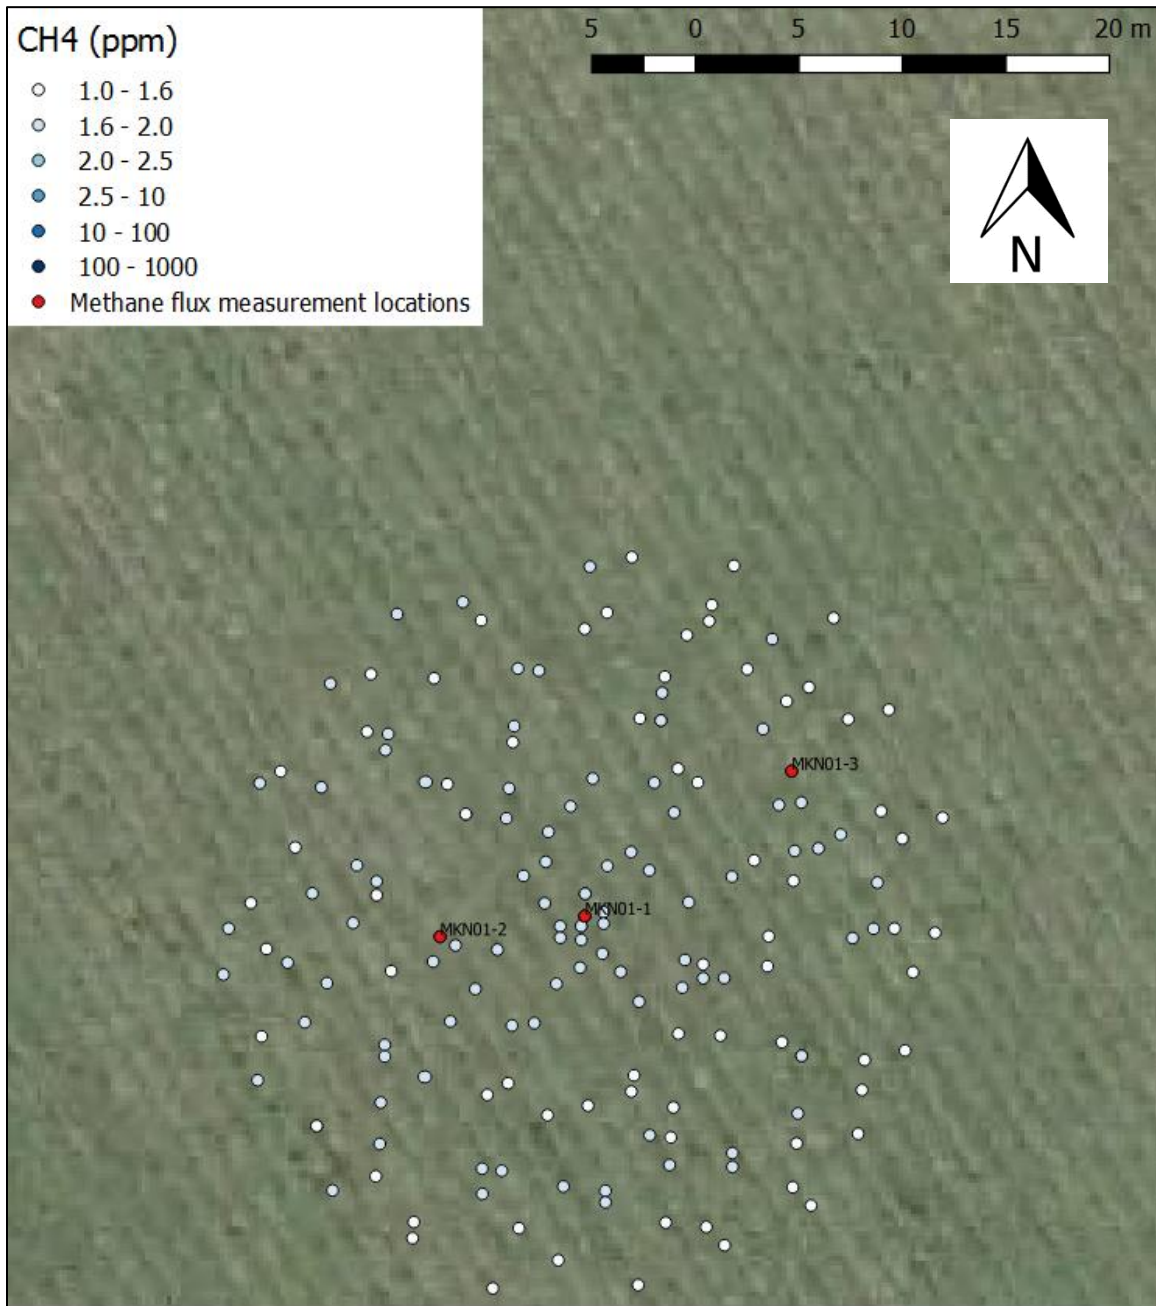 CH4 (ppm)
1.0 - 1.6
1.6 - 2.0
2.0 - 2.5
2.5 - 10
10 - 100
100 - 1000
Methane flux measurement locations
5 0 5 10 15 20 m
N
MKN01-3
MKN01-1
MKN01-2